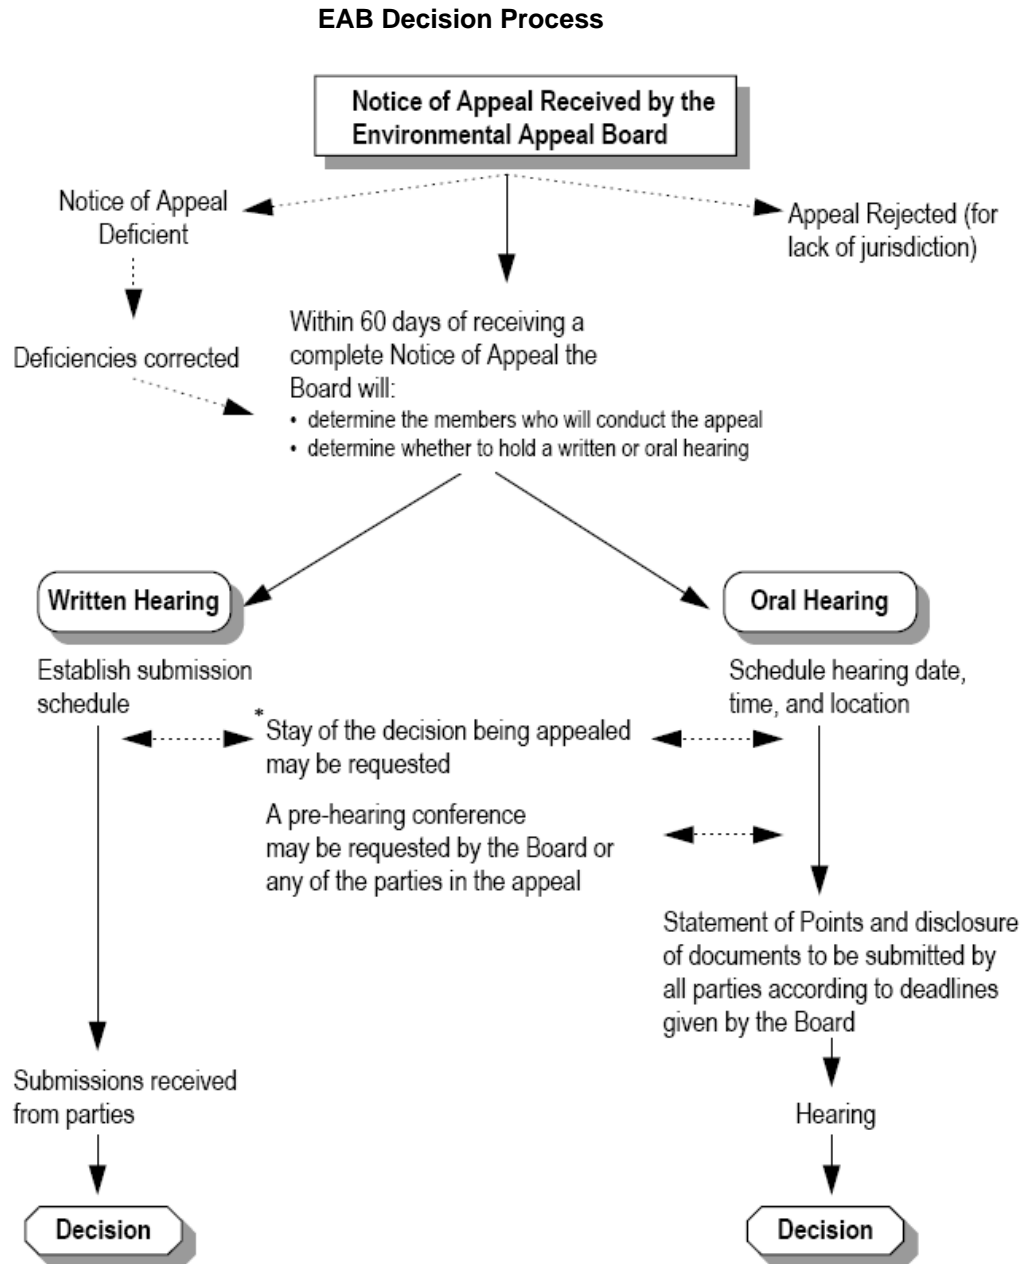 EAB Decision Process
Notice of Appeal Received by the
Environmental Appeal Board
Notice of Appeal
Deficient
Appeal Rejected (for
lack of jurisdiction)
Deficiencies corrected
Within 60 days of receiving a
complete Notice of Appeal the
Board will:
• determine the members who will conduct the appeal
• determine whether to hold a written or oral hearing
Written Hearing
Oral Hearing
Establish submission
schedule
Schedule hearing date,
time, and location
*Stay of the decision being appealed
may be requested
A pre-hearing conference
may be requested by the Board or
any of the parties in the appeal
Statement of Points and disclosure
of documents to be submitted by
all parties according to deadlines
given by the Board
Submissions received
from parties
Hearing
Decision
Decision